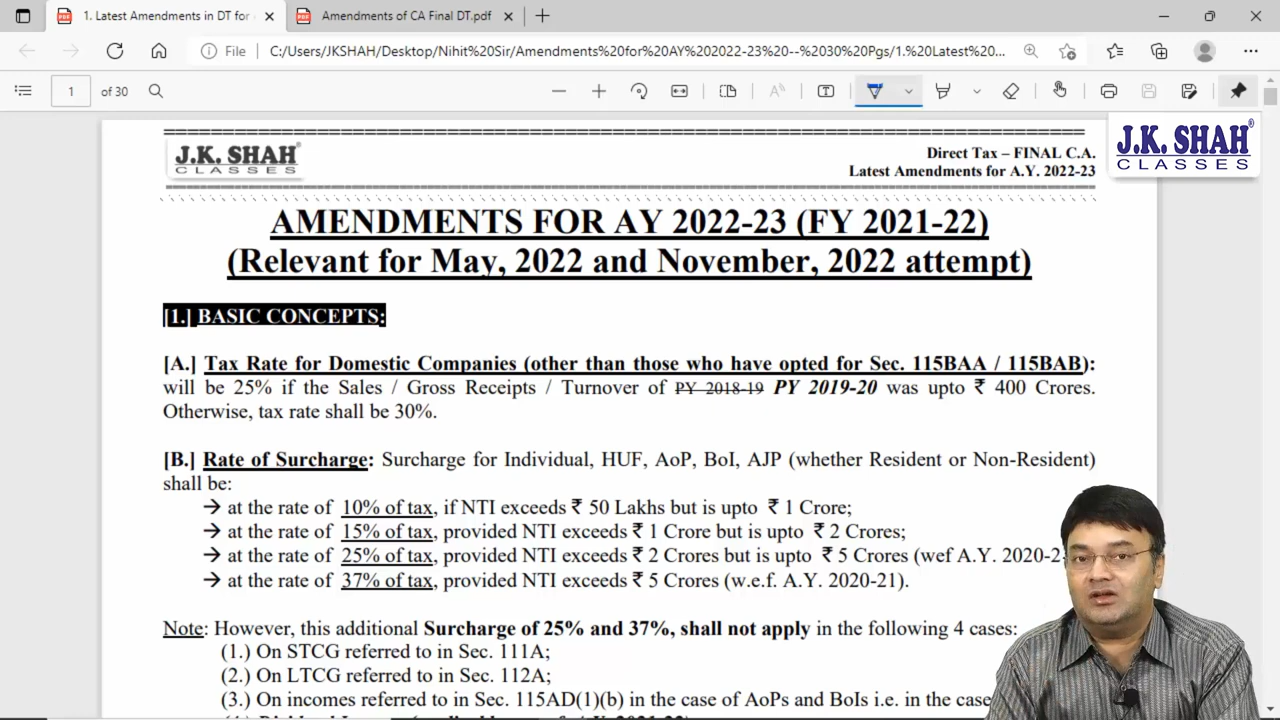 1. Latest Amendments in DT for
Amendments of CA Final DT.pdf
File
C:/Users/JKSHAH/Desktop/Nihit%20Sir/Amendments%20for%20AY%202022-23%20--%2030%20Pgs/1.%20Latest%20...
1 of 30
J.K. SHAH
CLASSES
Direct Tax – FINAL C.A.
Latest Amendments for A.Y. 2022-23
J.K. SHAH®
CLASSES
AMENDMENTS FOR AY 2022-23 (FY 2021-22)
(Relevant for May, 2022 and November, 2022 attempt)
[1.] BASIC CONCEPTS:
[A.] Tax Rate for Domestic Companies (other than those who have opted for Sec. 115BAA / 115BAB):
will be 25% if the Sales / Gross Receipts / Turnover of PY 2018-19 PY 2019-20 was upto ₹ 400 Crores.
Otherwise, tax rate shall be 30%.
[B.] Rate of Surcharge: Surcharge for Individual, HUF, AoP, BoI, AJP (whether Resident or Non-Resident)
shall be:
→ at the rate of 10% of tax, if NTI exceeds ₹ 50 Lakhs but is upto ₹ 1 Crore;
→ at the rate of 15% of tax, provided NTI exceeds ₹ 1 Crore but is upto ₹ 2 Crores;
→ at the rate of 25% of tax, provided NTI exceeds ₹ 2 Crores but is upto ₹ 5 Crores (wef A.Y. 2020-2
→ at the rate of 37% of tax, provided NTI exceeds ₹ 5 Crores (w.e.f. A.Y. 2020-21).
Note: However, this additional Surcharge of 25% and 37%, shall not apply in the following 4 cases:
(1.) On STCG referred to in Sec. 111A;
(2.) On LTCG referred to in Sec. 112A;
(3.) On incomes referred to in Sec. 115AD(1)(b) in the case of AoPs and BoIs i.e. in the case